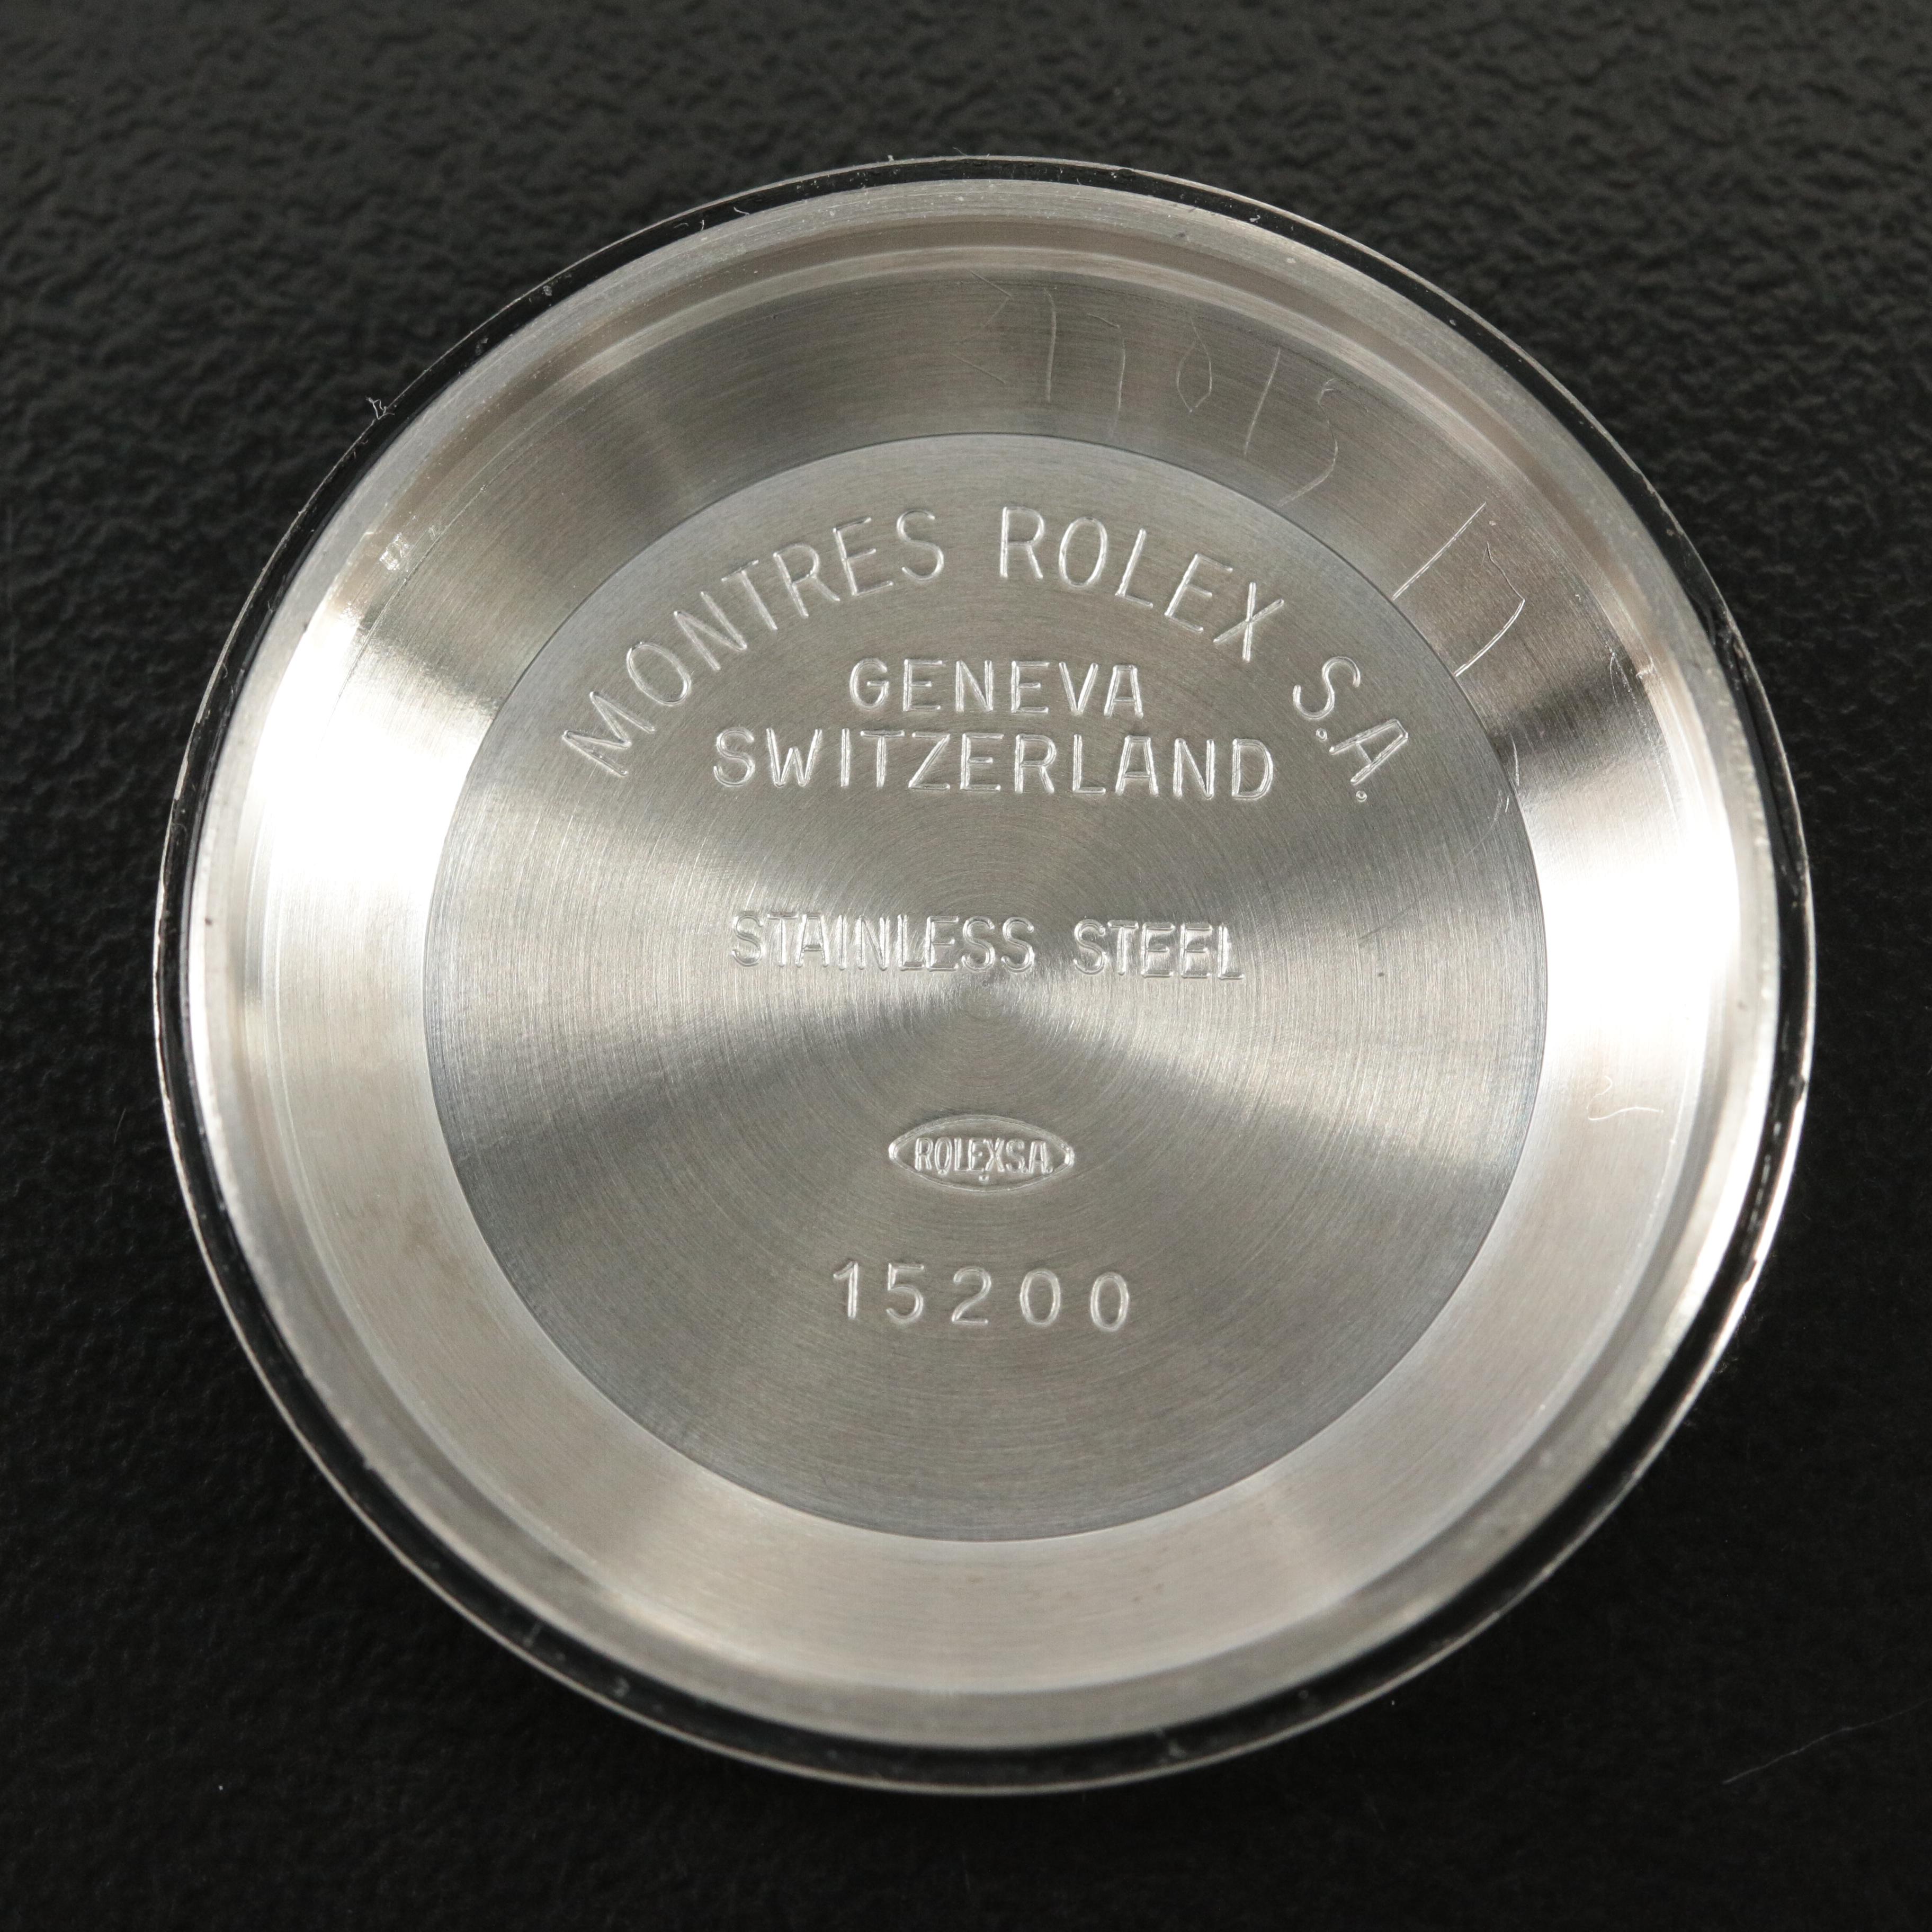 MONTRES ROLEX S.A.
GENEVA
SWITZERLAND
STAINLESS STEEL
ROLEX S.A.
15200